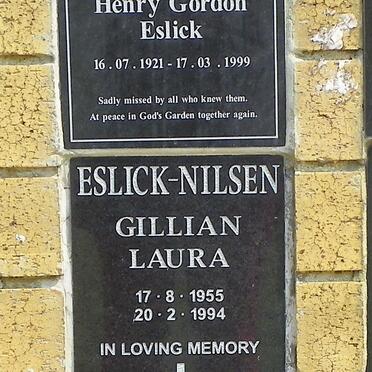 Henry Gordon
Eslick
16 . 07 . 1921 - 17 . 03 . 1999
Sadly missed by all who knew them.
At peace in God's Garden together again.
ESLICK-NILSEN
GILLIAN
LAURA
17 · 8 · 1955
20 · 2 · 1994
IN LOVING MEMORY